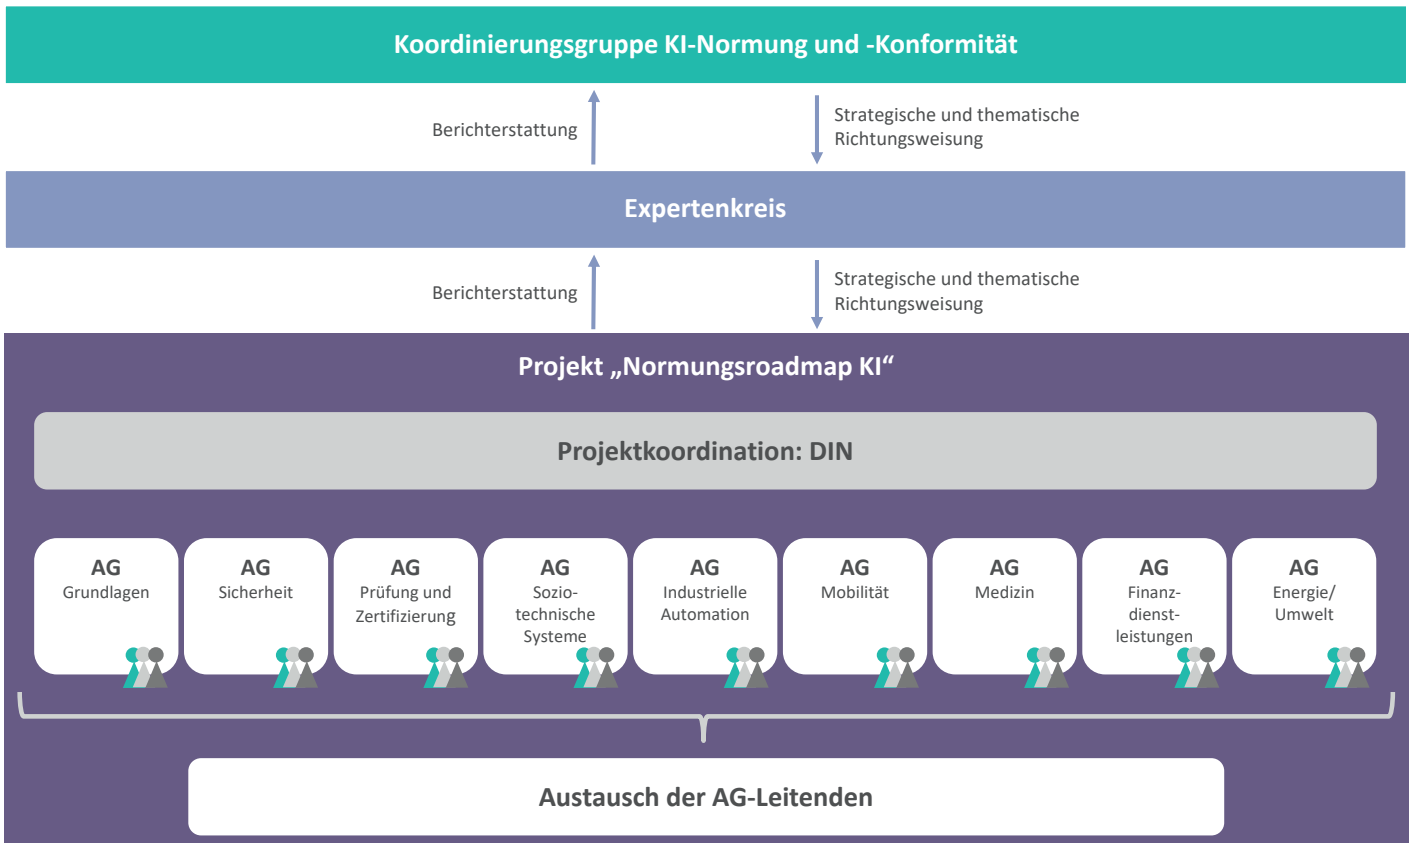 Koordinierungsgruppe KI-Normung und -Konformität
Berichterstattung
Strategische und thematische
Richtungsweisung
Expertenkreis
Berichterstattung
Strategische und thematische
Richtungsweisung
Projekt „Normungsroadmap KI“
Projektkoordination: DIN
AG
Grundlagen
AG
Sicherheit
AG
Prüfung und
Zertifizierung
AG
Sozio-
technische
Systeme
AG
Industrielle
Automation
AG
Mobilität
AG
Medizin
AG
Finanz-
dienst-
leistungen
AG
Energie/
Umwelt
Austausch der AG-Leitenden